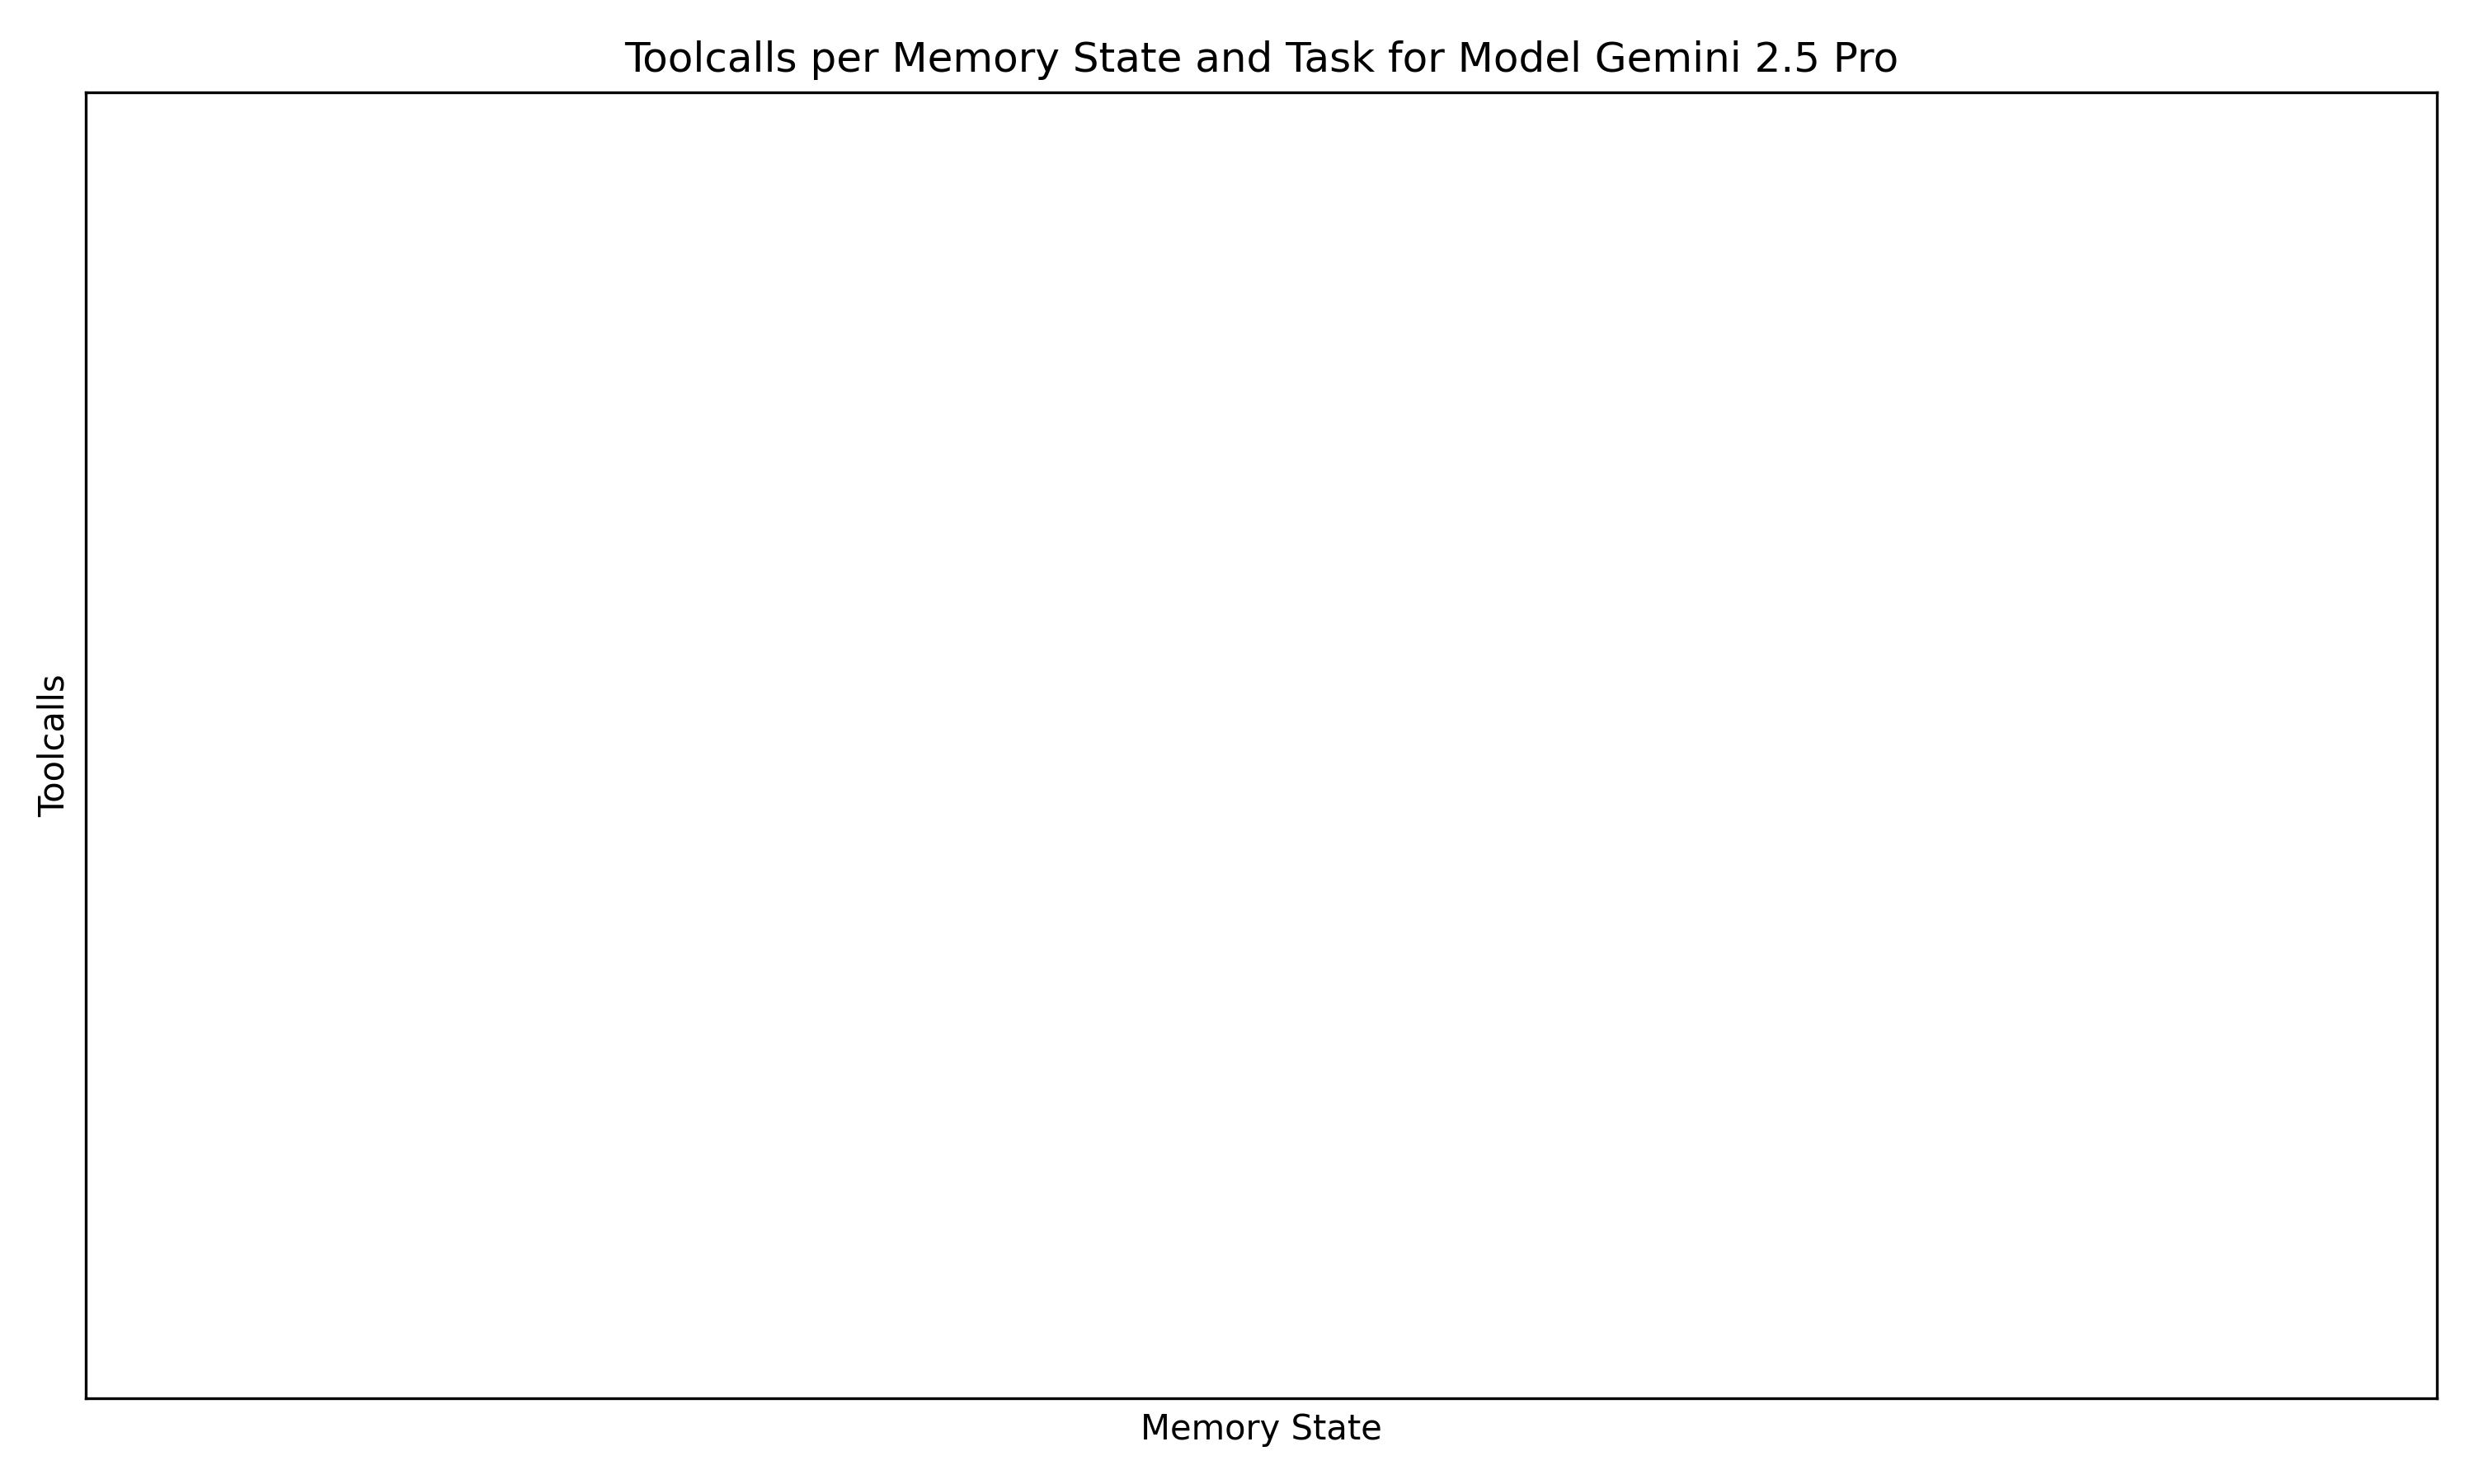 Toolcalls per Memory State and Task for Model Gemini 2.5 Pro
Toolcalls
Memory State